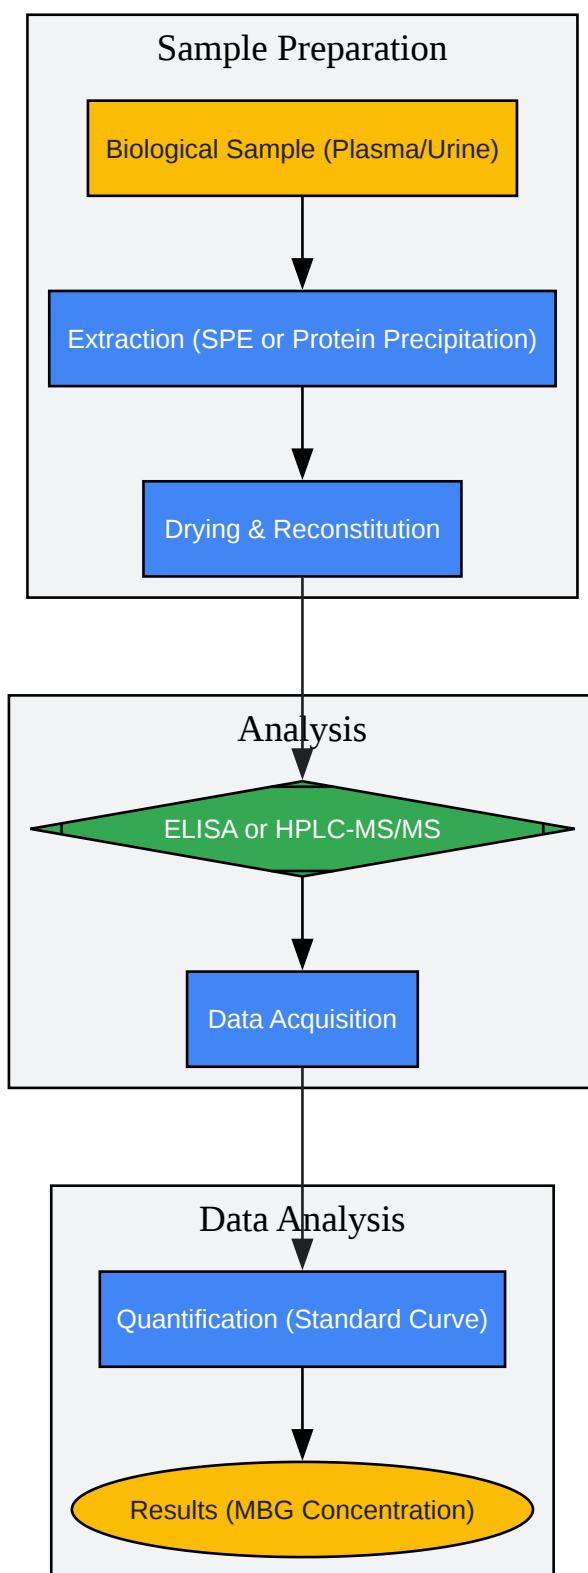 Sample Preparation
Biological Sample (Plasma/Urine)
Extraction (SPE or Protein Precipitation)
Drying & Reconstitution
Analysis
ELISA or HPLC-MS/MS
Data Acquisition
Data Analysis
Quantification (Standard Curve)
Results (MBG Concentration)